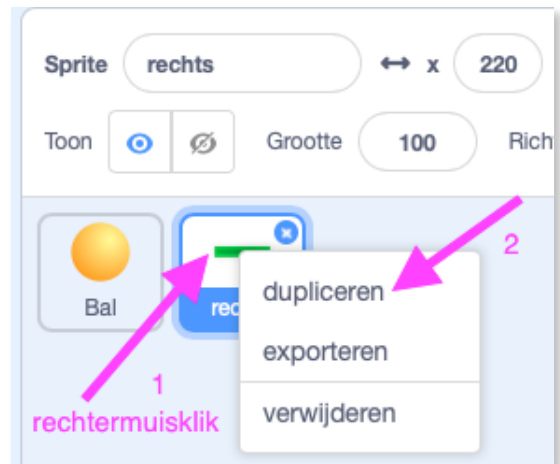 Sprite rechts x 220
Toon Grootte 100 Rich
Bal rec
dupliceren
2
exporteren
1
rechtermuisklik
verwijderen